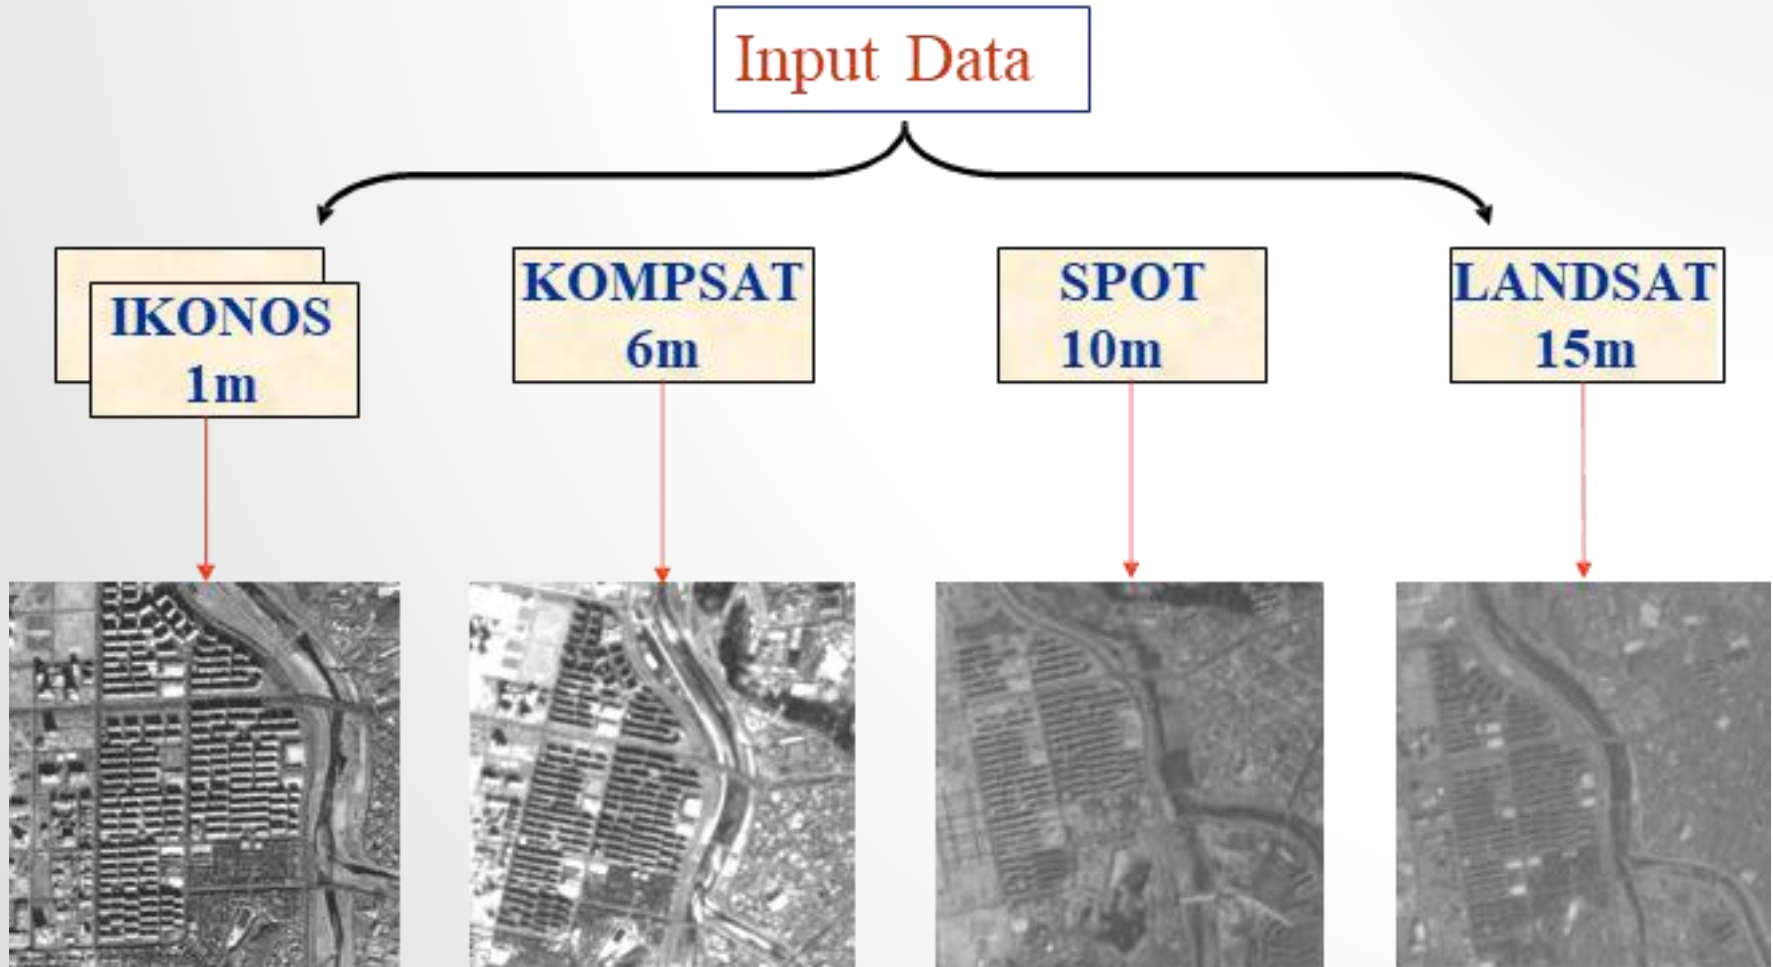 Input Data
IKONOS
1m
KOMPSAT
6m
SPOT
10m
LANDSAT
15m